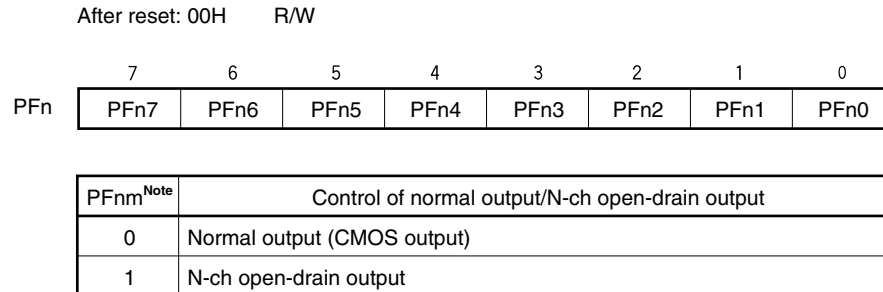 After reset: 00H R/W
7 6 5 4 3 2 1 0
PFn PFn7 PFn6 PFn5 PFn4 PFn3 PFn2 PFn1 PFn0
PFnmNote Control of normal output/N-ch open-drain output
0 Normal output (CMOS output)
1 N-ch open-drain output